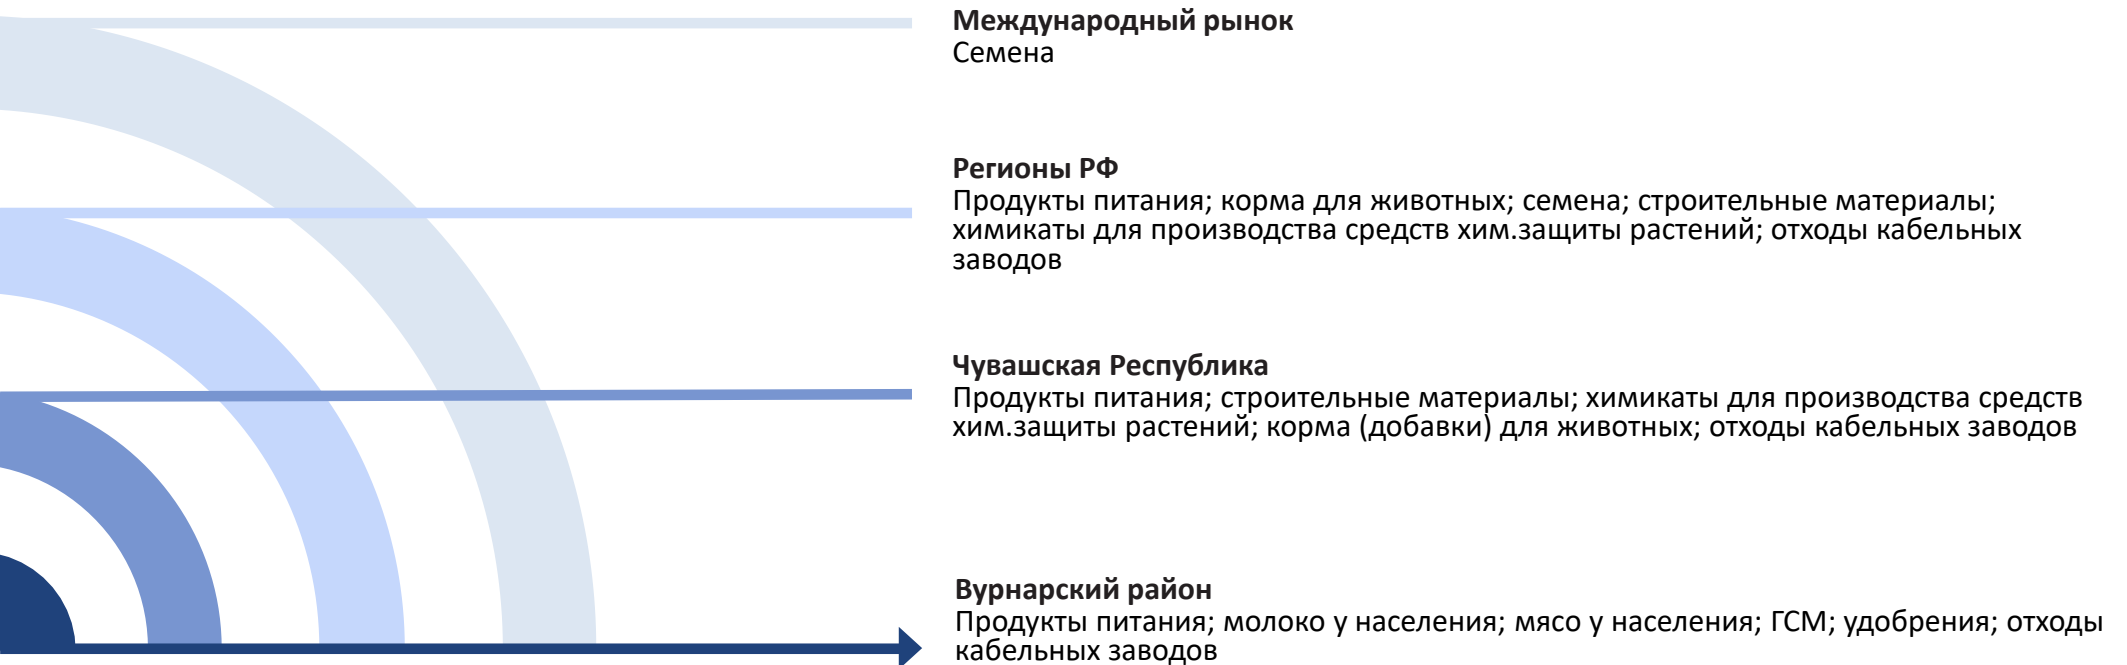 Международный рынок
Семена
Регионы РФ
Продукты питания; корма для животных; семена; строительные материалы;
химикаты для производства средств хим.защиты растений; отходы кабельных
заводов
Чувашская Республика
Продукты питания; строительные материалы; химикаты для производства средств
хим.защиты растений; корма (добавки) для животных; отходы кабельных заводов
Вурнарский район
Продукты питания; молоко у населения; мясо у населения; ГСМ; удобрения; отходы
кабельных заводов